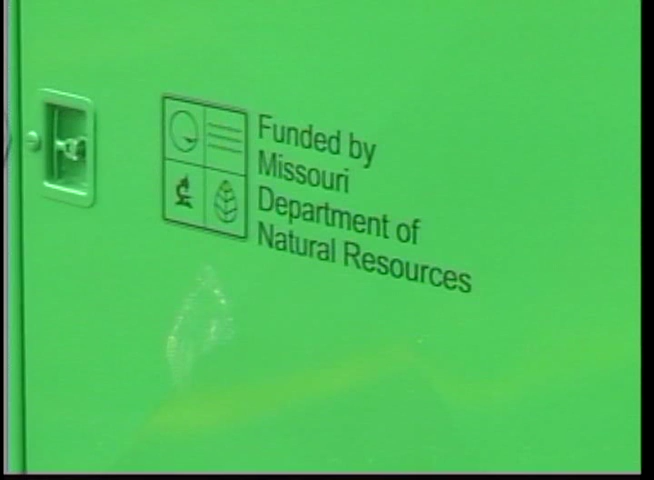 Funded by
Missouri
Department of
Natural Resources